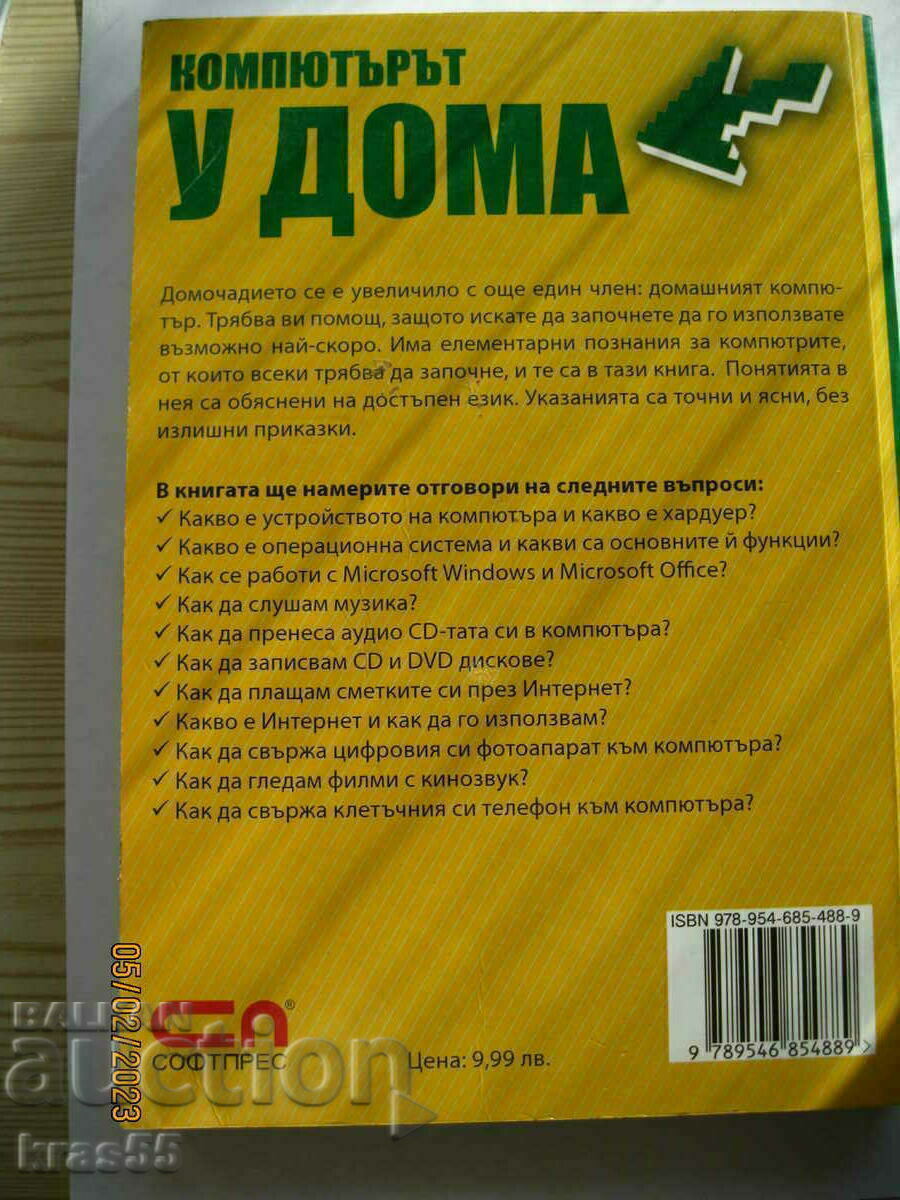 КОМПЮТЪРЪТ
У ДОМА
Домочадието се е увеличило с още един член: домашният компю-
тър. Трябва ви помощ, защото искате да започнете да го използвате
възможно най-скоро. Има елементарни познания за компютрите,
от които всеки трябва да започне, и те са в тази книга. Понятията в
нея са обяснени на достъпен език. Указанията са точни и ясни, без
излишни приказки.
В книгата ще намерите отговори на следните въпроси:
✓ Какво е устройството на компютъра и какво е хардуер?
✓ Какво е операционна система и какви са основните й функции?
✓ Как се работи с Microsoft Windows и Microsoft Office?
✓ Как да слушам музика?
✓ Как да пренеса аудио CD-тата си в компютъра?
✓ Как да записвам CD и DVD дискове?
✓ Как да плащам сметките си през Интернет?
✓ Какво е Интернет и как да го използвам?
✓ Как да свържа цифровия си фотоапарат към компютъра?
✓ Как да гледам филми с кинозвук?
✓ Как да свържа клетъчния си телефон към компютъра?
ISBN 978-954-685-488-9
9 789546 854889 >
®
СОФТПРЕС
Цена: 9,99 лв.
05/02/2023
BALKAN
auction
kras55